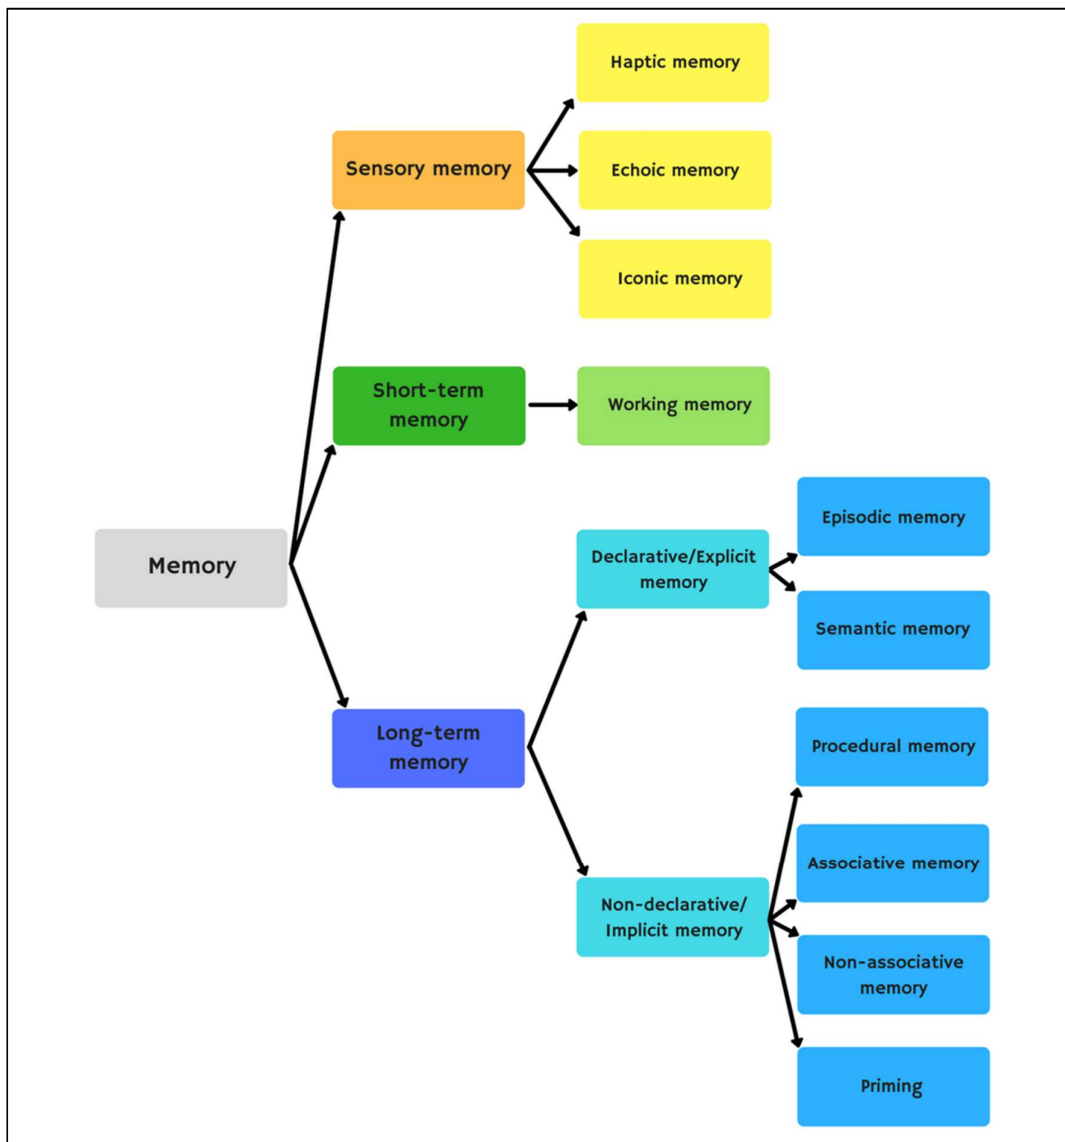 Haptic memory
Sensory memory
Echoic memory
Iconic memory
Short-term
memory
Working memory
Memory
Declarative/Explicit
memory
Episodic memory
Semantic memory
Long-term
memory
Non-declarative/
Implicit memory
Procedural memory
Associative memory
Non-associative
memory
Priming